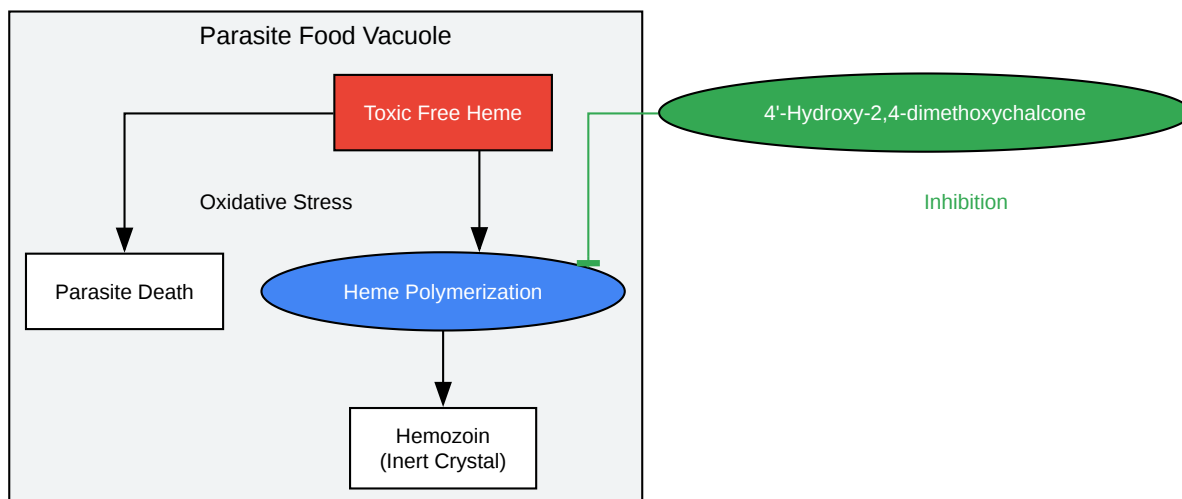 Parasite Food Vacuole
Toxic Free Heme
4'-Hydroxy-2,4-dimethoxychalcone
Oxidative Stress
Inhibition
Parasite Death
Heme Polymerization
Hemozoin
(Inert Crystal)